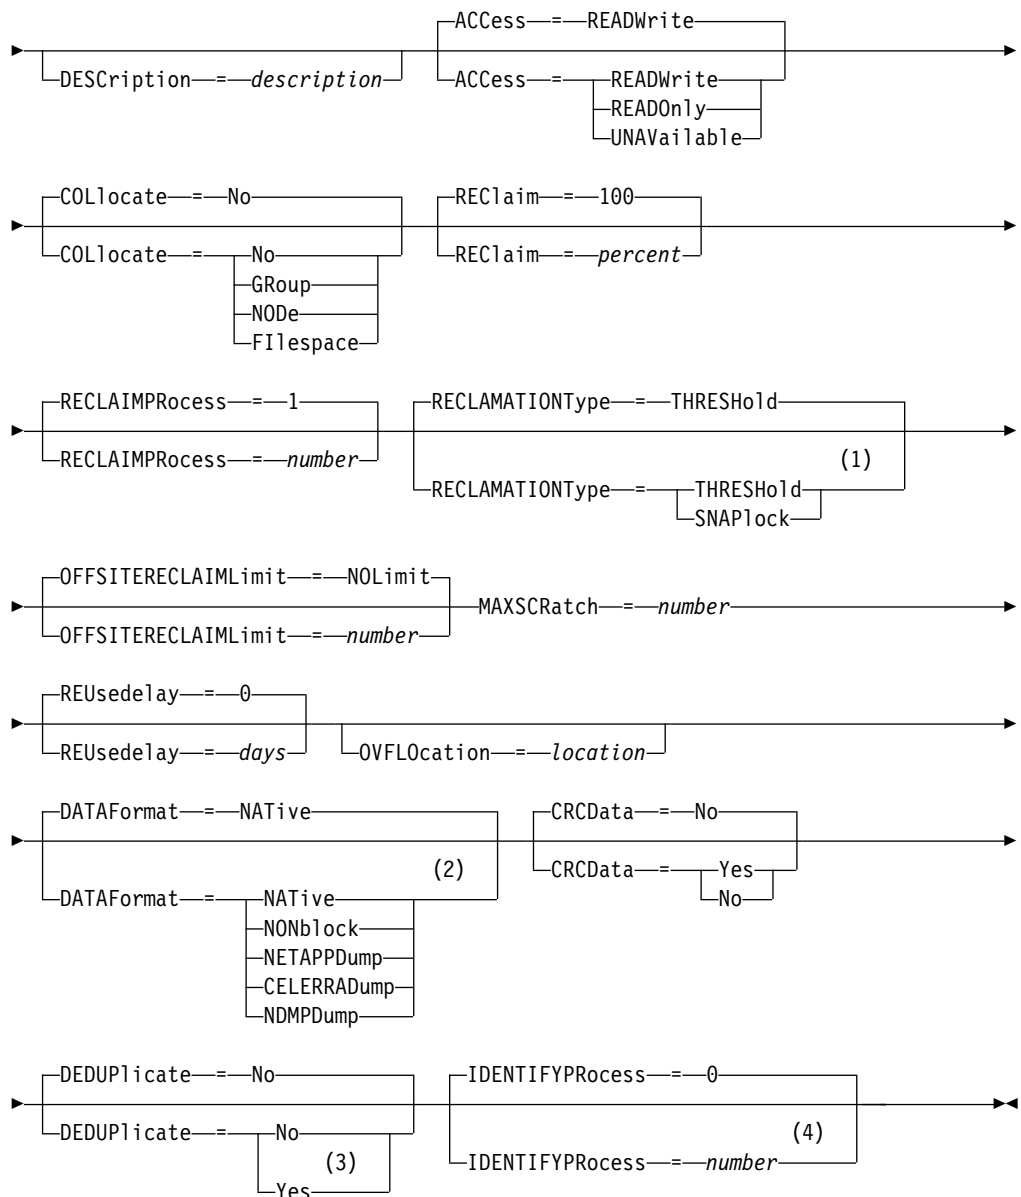 ACCess = READWrite
DESCription = description
ACCess = READWrite
READOnly
UNAVailable
COLlocate = No
COLlocate = No
GRoup
NODe
FIlespace
REClaim = 100
REClaim = percent
RECLAIMPRocess = 1
RECLAIMPRocess = number
RECLAMATIONType = THRESHold
(1)
RECLAMATIONType = THRESHold
SNAPlock
OFFSITERECLAIMLimit = NOLimit
OFFSITERECLAIMLimit = number
MAXSCRatch = number
REUsedelay = 0
REUsedelay = days
OVFLOcation = location
DATAFormat = NATive
(2)
DATAFormat = NATive
NONblock
NETAPPDump
CELERRADump
NDMPDump
CRCData = No
CRCData = Yes
No
DEDUPlicate = No
DEDUPlicate = No
(3)
Yes
IDENTIFYPRocess = 0
(4)
IDENTIFYPRocess = number